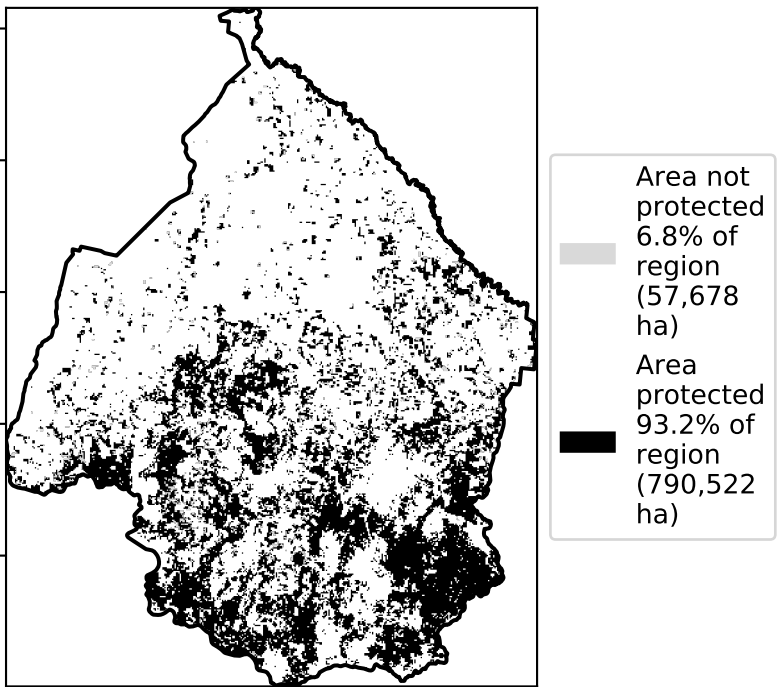 Area not
protected
6.8% of
region
(57,678
ha)
Area
protected
93.2% of
region
(790,522
ha)